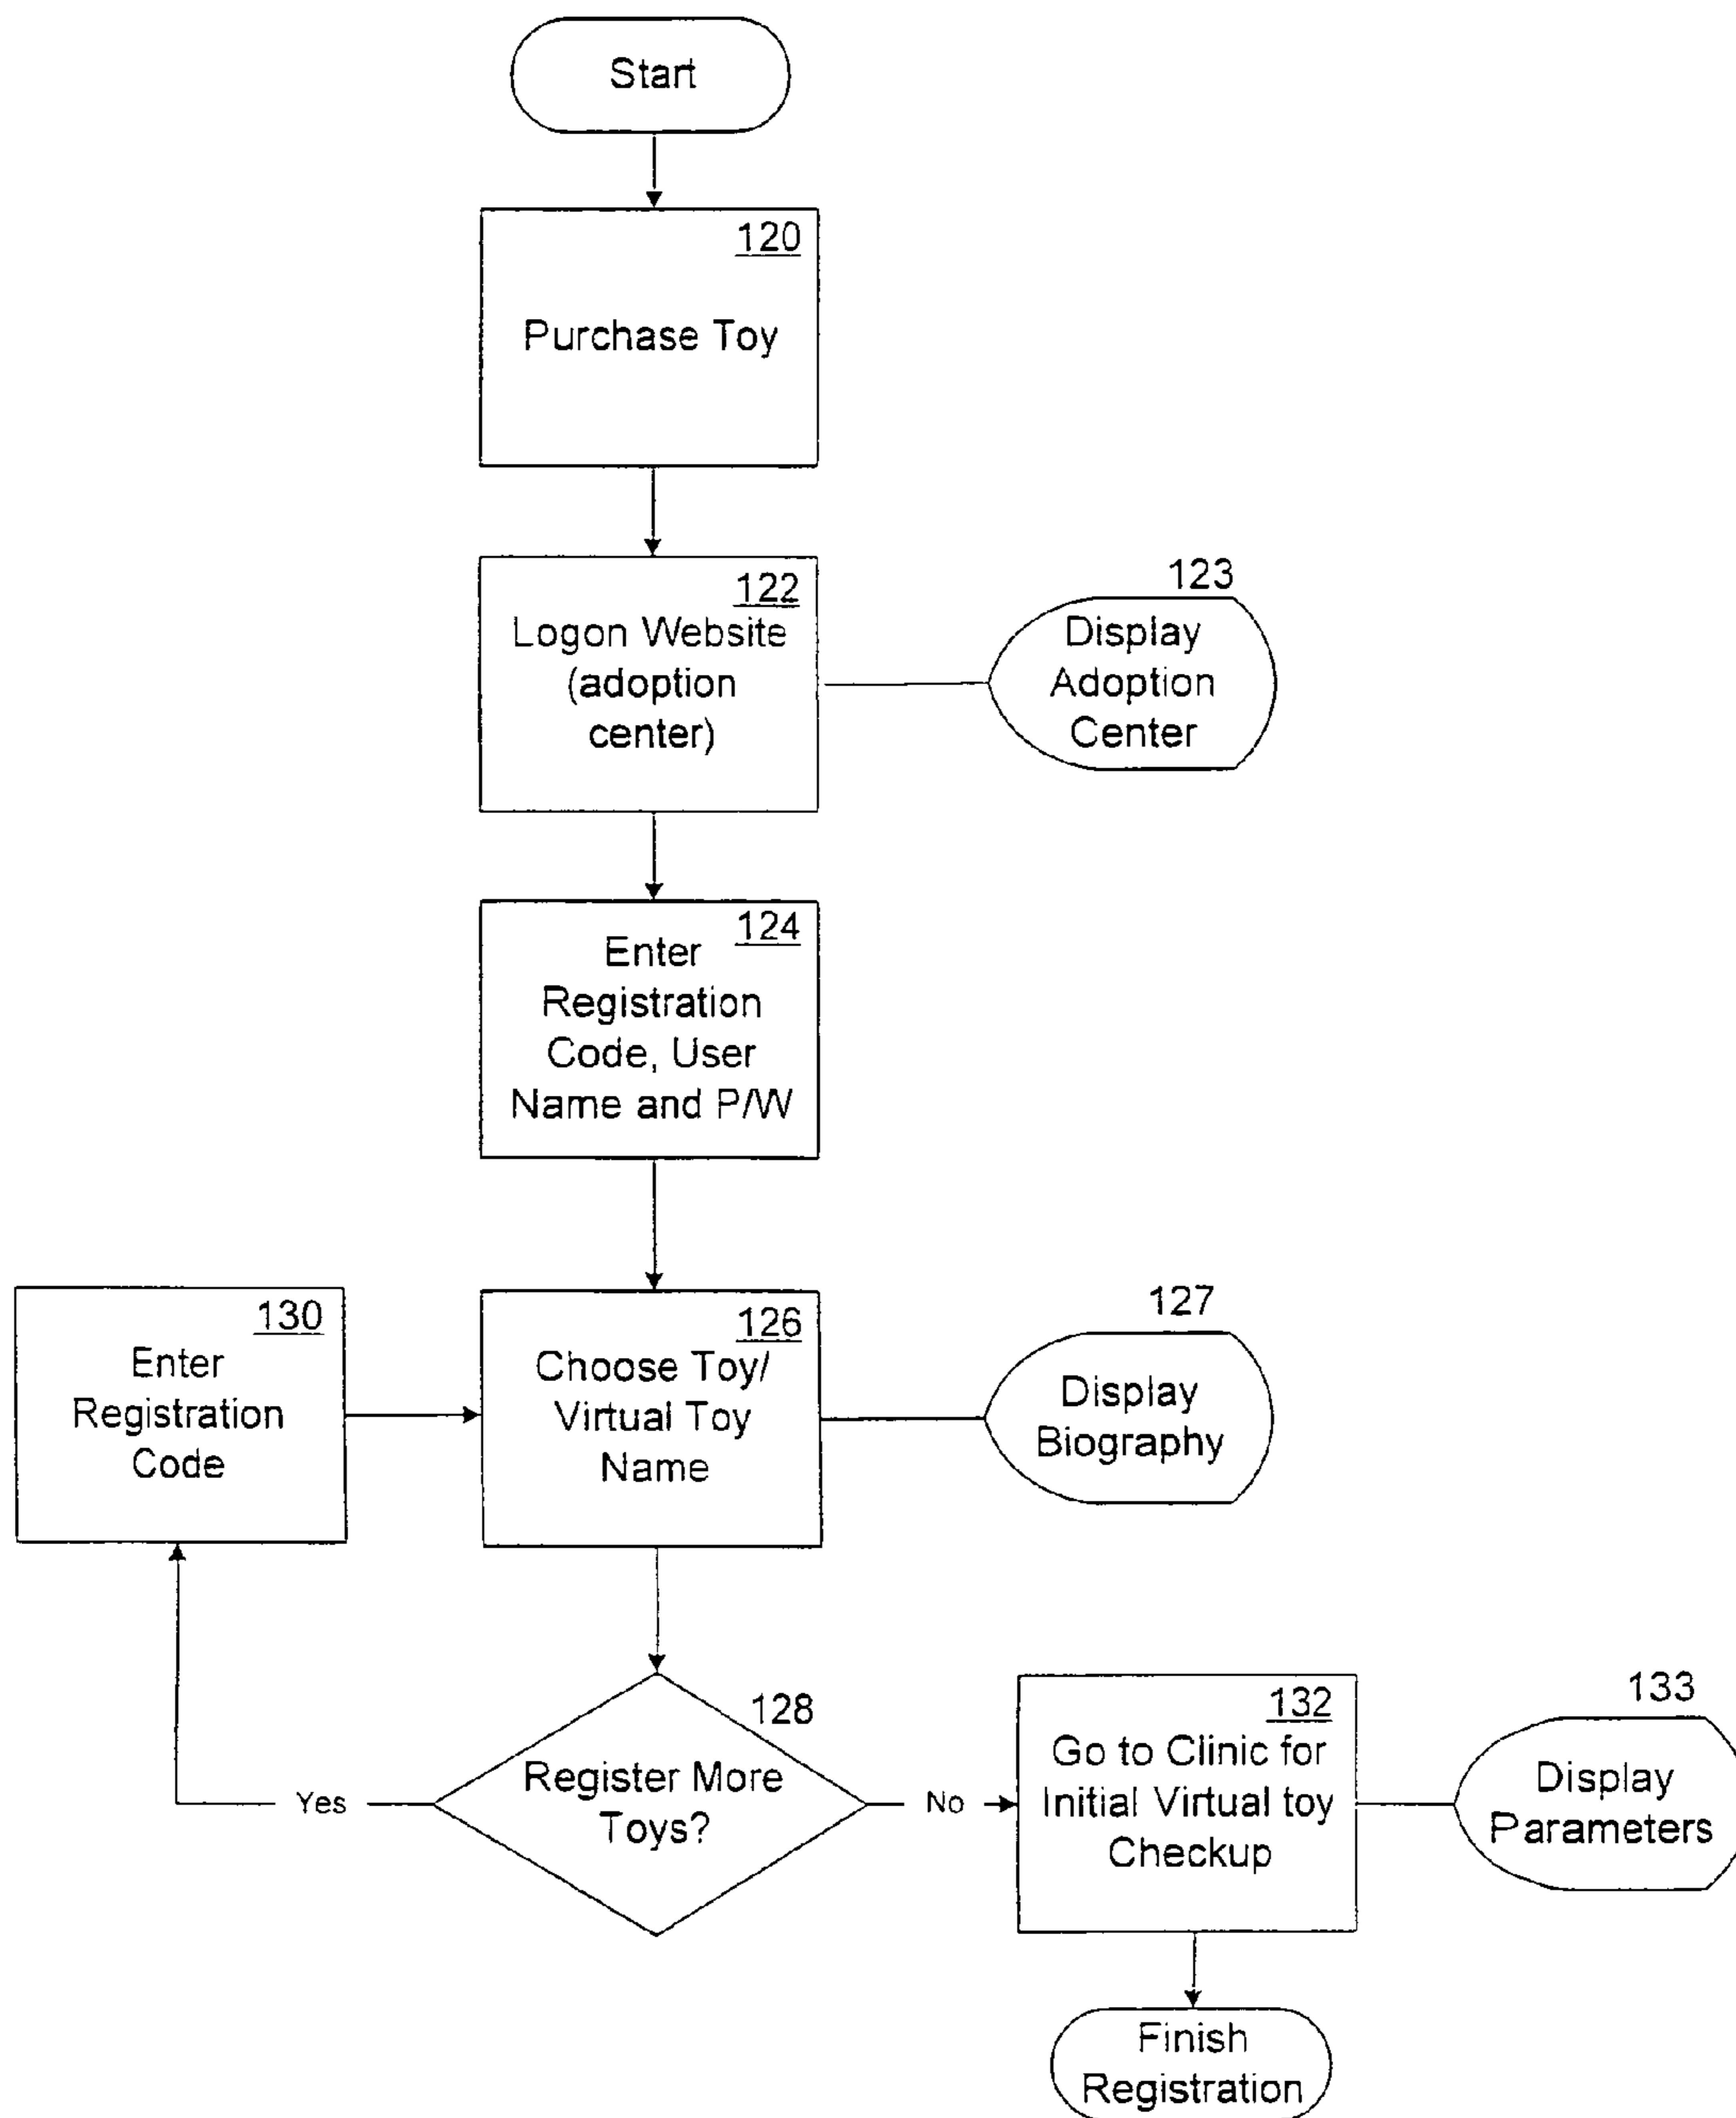 Start
120
Purchase Toy
122
Logon Website
(adoption
center)
123
Display
Adoption
Center
124
Enter
Registration
Code, User
Name and P/W
130
Enter
Registration
Code
126
Choose Toy/
Virtual Toy
Name
127
Display
Biography
128
Register More
Toys?
Yes
No
132
Go to Clinic for
Initial Virtual toy
Checkup
133
Display
Parameters
Finish
Registration